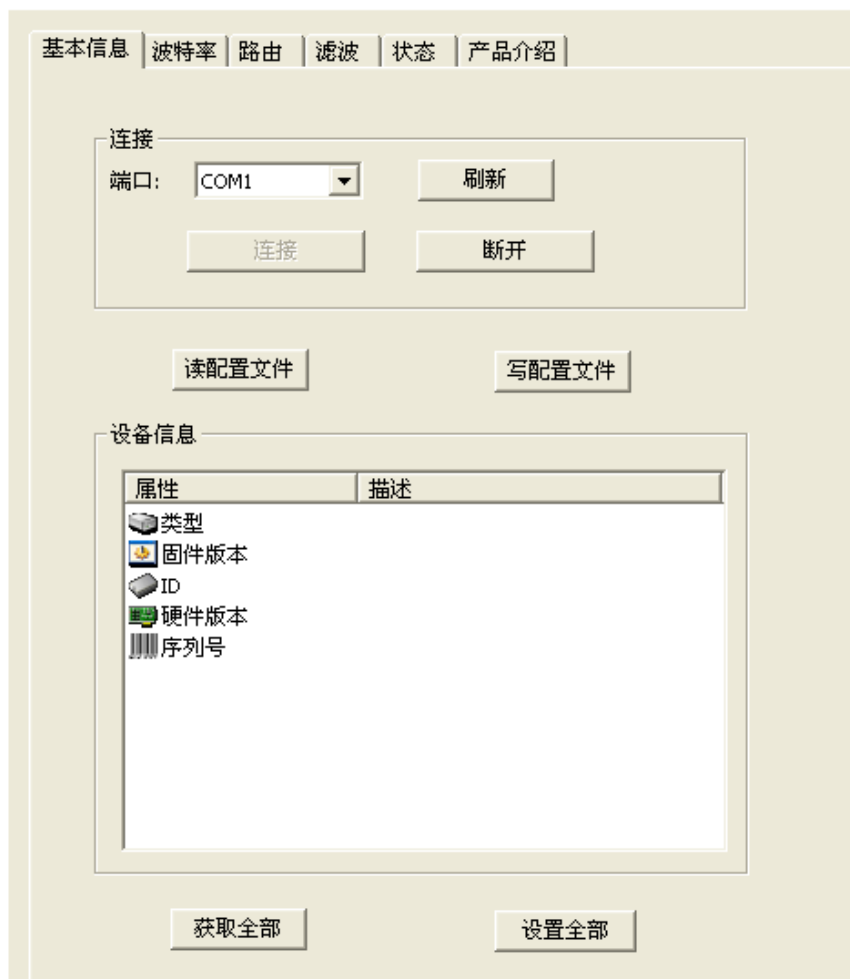 基本信息 波特率 路由 滤波 状态 产品介绍
连接
端口: COM1 刷新
连接 断开
读配置文件 写配置文件
设备信息
属性 描述
类型
固件版本
ID
硬件版本
序列号
获取全部 设置全部